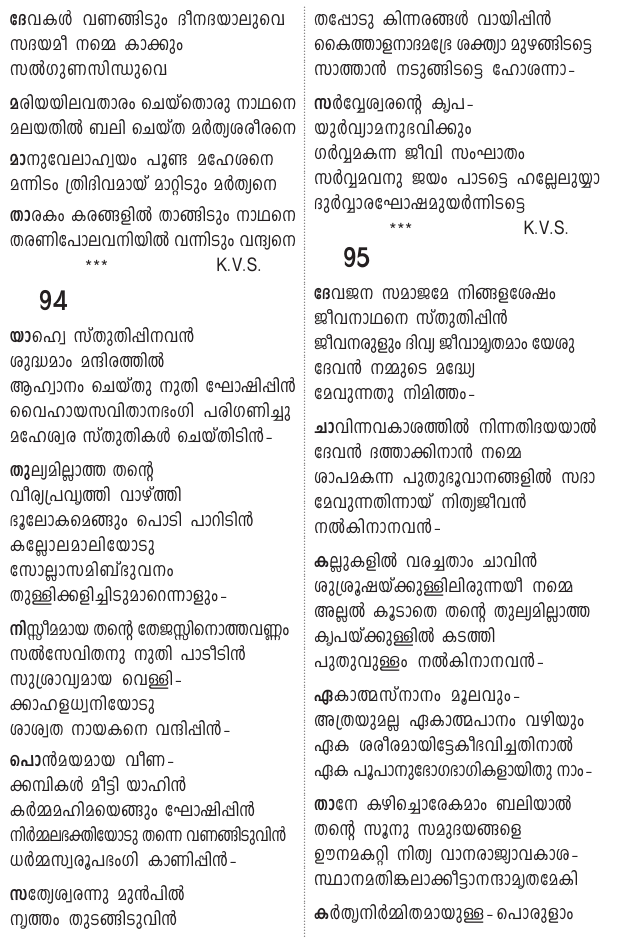 ദേവകൾ വണങ്ങിടും ദീനദയാലുവെ
സദയമീ നമ്മെ കാക്കും
സൽഗുണസിന്ധുവെ
മരിയയിലവതാരം ചെയ്തൊരു നാഥനെ
മലയതിൽ ബലി ചെയ്ത മർത്യശരീരനെ
മാനുവേലാഹ്വയം പൂണ്ട മഹേശനെ
മന്നിടം ത്രിദിവമായ് മാറ്റിടും മർത്യനെ
താരകം കരങ്ങളിൽ താങ്ങിടും നാഥനെ
തരണിപോലവനിയിൽ വന്നിടും വന്ദ്യനെ
*** K.V.S.
94
യാഹ്വെ സ്തുതിപ്പിനവൻ
ശുദ്ധമാം മന്ദിരത്തിൽ
ആഹ്വാനം ചെയ്തു നുതി ഘോഷിപ്പിൻ
വൈഹായസവിതാനഭംഗി പരിഗണിച്ചു
മഹേശ്വര സ്തുതികൾ ചെയ്തിടിൻ-
തുല്യമില്ലാത്ത തന്റെ
വീര്യപ്രവൃത്തി വാഴ്ത്തി
ഭൂലോകമെങ്ങും പൊടി പാറിടിൻ
കല്ലോലമാലിയോടു
സോല്ലാസമിബ്ഭുവനം
തുള്ളിക്കളിച്ചിടുമാറെന്നാളും-
നിസ്സീമമായ തന്റെ തേജസ്സിനൊത്തവണ്ണം
സൽസേവിതനു നുതി പാടീടിൻ
സുശ്രാവ്യമായ വെള്ളി-
ക്കാഹളധ്വനിയോടു
ശാശ്വത നായകനെ വന്ദിപ്പിൻ-
പൊൻമയമായ വീണ-
ക്കമ്പികൾ മീട്ടി യാഹിൻ
കർമ്മമഹിമയെങ്ങും ഘോഷിപ്പിൻ
നിർമ്മലഭക്തിയോടു തന്നെ വണങ്ങിടുവിൻ
ധർമ്മസ്വരൂപഭംഗി കാണിപ്പിൻ-
സത്യേശ്വരന്നു മുൻപിൽ
നൃത്തം തുടങ്ങിടുവിൻ
തപ്പോടു കിന്നരങ്ങൾ വായിപ്പിൻ
കൈത്താളനാദമഭ്രേ ശക്ത്യാ മുഴങ്ങിടട്ടെ
സാത്താൻ നടുങ്ങിടട്ടെ ഹോശന്നാ-
സർവ്വേശ്വരന്റെ കൃപ-
യുർവ്യാമനുഭവിക്കും
ഗർവ്വമകന്ന ജീവി സംഘാതം
സർവ്വമവനു ജയം പാടട്ടെ ഹല്ലേലുയ്യാ
ദുർവ്വാരഘോഷമുയർന്നിടട്ടെ
*** K.V.S.
95
ദേവജന സമാജമേ നിങ്ങളശേഷം
ജീവനാഥനെ സ്തുതിപ്പിൻ
ജീവനരുളും ദിവ്യ ജീവാമൃതമാം യേശു
ദേവൻ നമ്മുടെ മദ്ധ്യേ
മേവുന്നതു നിമിത്തം-
ചാവിന്നവകാശത്തിൽ നിന്നതിദയയാൽ
ദേവൻ ദത്താക്കിനാൻ നമ്മെ
ശാപമകന്ന പുതുഭൂവാനങ്ങളിൽ സദാ
മേവുന്നതിന്നായ് നിത്യജീവൻ
നൽകിനാനവൻ-
കല്ലുകളിൽ വരച്ചതാം ചാവിൻ
ശുശ്രൂഷയ്ക്കുള്ളിലിരുന്നയീ നമ്മെ
അല്ലൽ കൂടാതെ തന്റെ തുല്യമില്ലാത്ത
കൃപയ്ക്കുള്ളിൽ കടത്തി
പുതുവുള്ളം നൽകിനാനവൻ-
ഏകാത്മസ്നാനം മൂലവും-
അത്രയുമല്ല ഏകാത്മപാനം വഴിയും
ഏക ശരീരമായിട്ടേകീഭവിച്ചതിനാൽ
ഏക പൂപാനുഭോഗഭാഗികളായിതു നാം-
താനേ കഴിച്ചൊരേകമാം ബലിയാൽ
തന്റെ സൂനു സമുദയങ്ങളെ
ഊനമകറ്റി നിത്യ വാനരാജ്യാവകാശ-
സ്ഥാനമതിങ്കലാക്കീട്ടാനന്ദാമൃതമേകി
കർതൃനിർമ്മിതമായുള്ള-പൊരുളാം